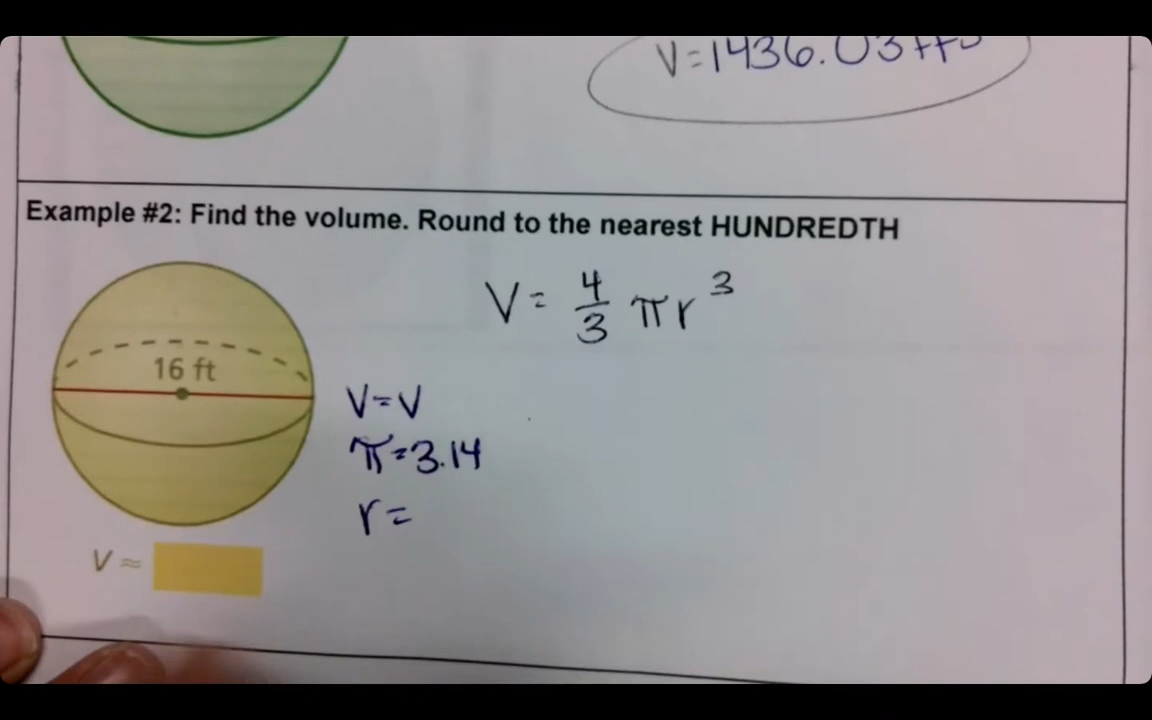 V=1436.03
Example #2: Find the volume. Round to the nearest HUNDREDTH
V= 4/3 πr³
16 ft
V=V
π=3.14
r=
V≈